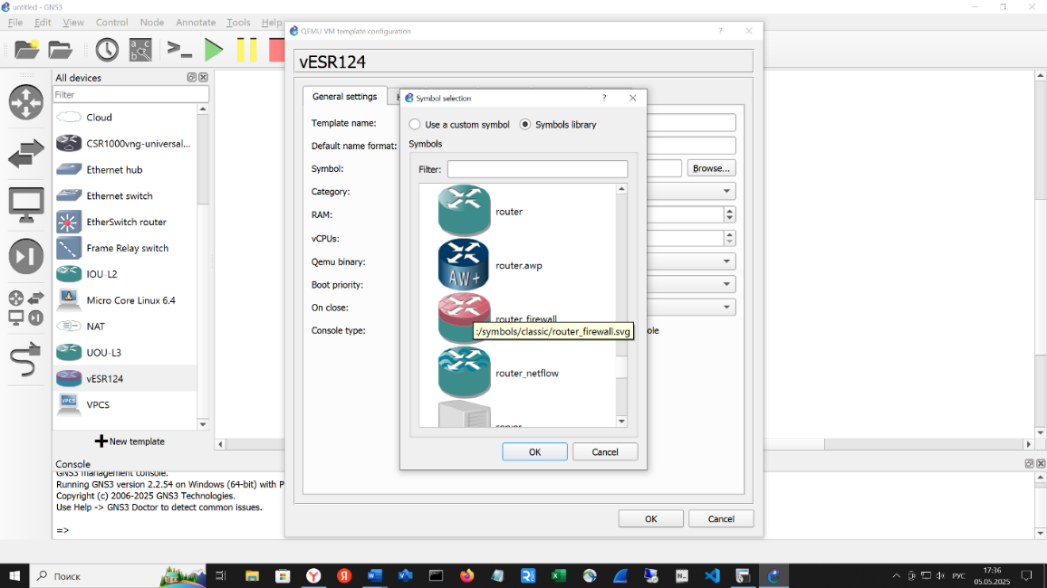 untitled - GNS3
File Edit View Control Node Annotate Tools Help
QEMU VM template configuration
vESR124
All devices
Filter
Cloud
CSR1000vng-universal...
Ethernet hub
Ethernet switch
EtherSwitch router
Frame Relay switch
IOU-L2
Micro Core Linux 6.4
NAT
UOU-L3
vESR124
VPCS
New template
General settings
Template name:
Default name format:
Symbol:
Browse...
Category:
RAM:
vCPUs:
Qemu binary:
Boot priority:
On close:
Console type:
OK
Cancel
Symbol selection
Use a custom symbol
Symbols library
Symbols
Filter:
router
router.awp
AW+
router_firewall
:/symbols/classic/router_firewall.svg
router_netflow
server
OK
Cancel
Console
GNS3 management console.
Running GNS3 version 2.2.54 on Windows (64-bit) with P
Copyright (c) 2006-2025 GNS3 Technologies.
Use Help -> GNS3 Doctor to detect common issues.
=>
Поиск
РУС
17:36
05.05.2025